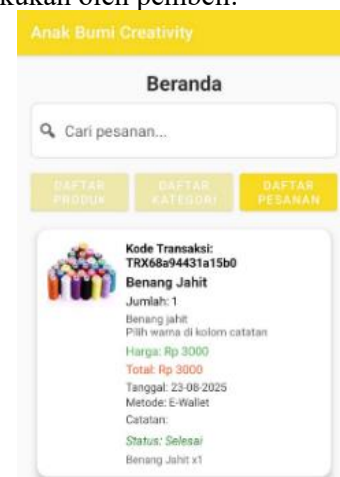 oleh pembeli.
Anak Bumi Creativity
Beranda
Cari pesanan...
DAFTAR PRODUK
DAFTAR KATEGORI
DAFTAR PESANAN
Kode Transaksi:
TRX68a94431a15b0
Benang Jahit
Jumlah: 1
Benang jahit
Pilih warna di kolom catatan
Harga: Rp 3000
Total: Rp 3000
Tanggal: 23-08-2025
Metode: E-Wallet
Catatan:
Status: Selesai
Benang Jahit x1